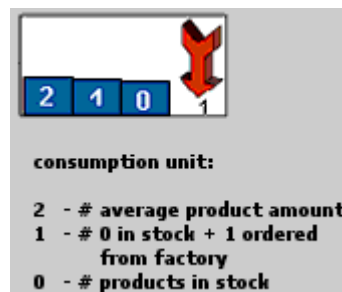 2 1 0 1
consumption unit:
2 - # average product amount
1 - # 0 in stock + 1 ordered
from factory
0 - # products in stock